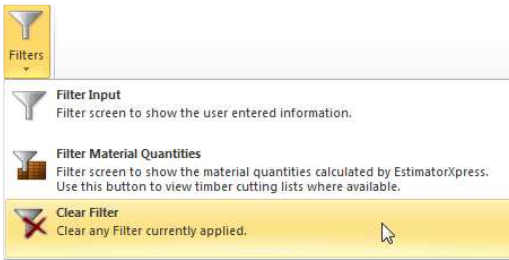 Filters
Filter Input
Filter screen to show the user entered information.
Filter Material Quantities
Filter screen to show the material quantities calculated by EstimatorXpress.
Use this button to view timber cutting lists where available.
Clear Filter
Clear any Filter currently applied.